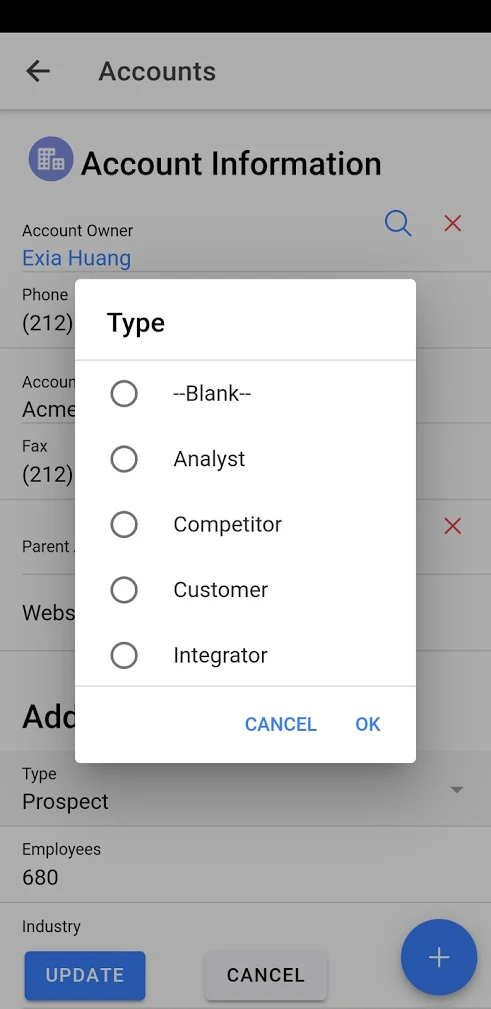 Accounts
Account Information
Account Owner
Exia Huang
Phone
(212)
Accoun
Acme
Fax
(212)
Parent
Webs
Add
Type
--Blank--
Analyst
Competitor
Customer
Integrator
CANCEL OK
Type
Prospect
Employees
680
Industry
UPDATE CANCEL